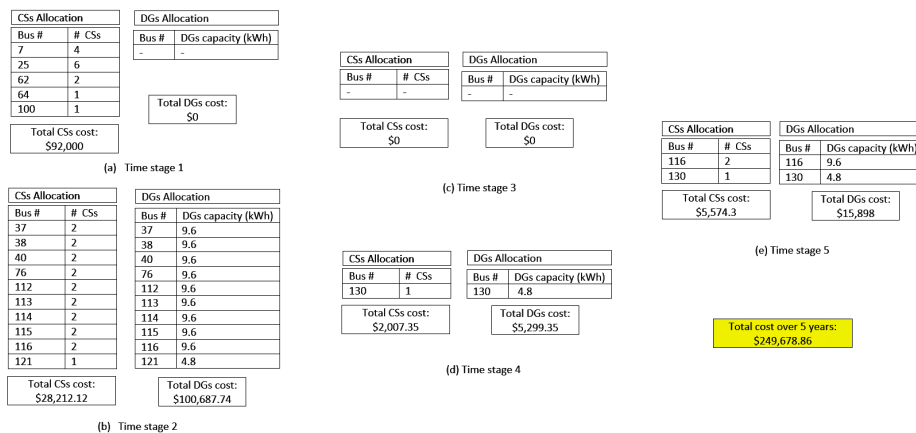 CSs Allocation
Bus # # CSs
7 4
25 6
62 2
64 1
100 1
Total CSs cost:
$92,000
DGs Allocation
Bus # DGs capacity (kWh)
- -
Total DGs cost:
$0
(a) Time stage 1
CSs Allocation
Bus # # CSs
37 2
38 2
40 2
76 2
112 2
113 2
114 2
115 2
116 2
121 1
Total CSs cost:
$28,212.12
DGs Allocation
Bus # DGs capacity (kWh)
37 9.6
38 9.6
40 9.6
76 9.6
112 9.6
113 9.6
114 9.6
115 9.6
116 9.6
121 4.8
Total DGs cost:
$100,687.74
(b) Time stage 2
CSs Allocation
Bus # # CSs
- -
Total CSs cost:
$0
DGs Allocation
Bus # DGs capacity (kWh)
- -
Total DGs cost:
$0
(c) Time stage 3
CSs Allocation
Bus # # CSs
130 1
Total CSs cost:
$2,007.35
DGs Allocation
Bus # DGs capacity (kWh)
130 4.8
Total DGs cost:
$5,299.35
(d) Time stage 4
CSs Allocation
Bus # # CSs
116 2
130 1
Total CSs cost:
$5,574.3
DGs Allocation
Bus # DGs capacity (kWh)
116 9.6
130 4.8
Total DGs cost:
$15,898
(e) Time stage 5
Total cost over 5 years:
$249,678.86